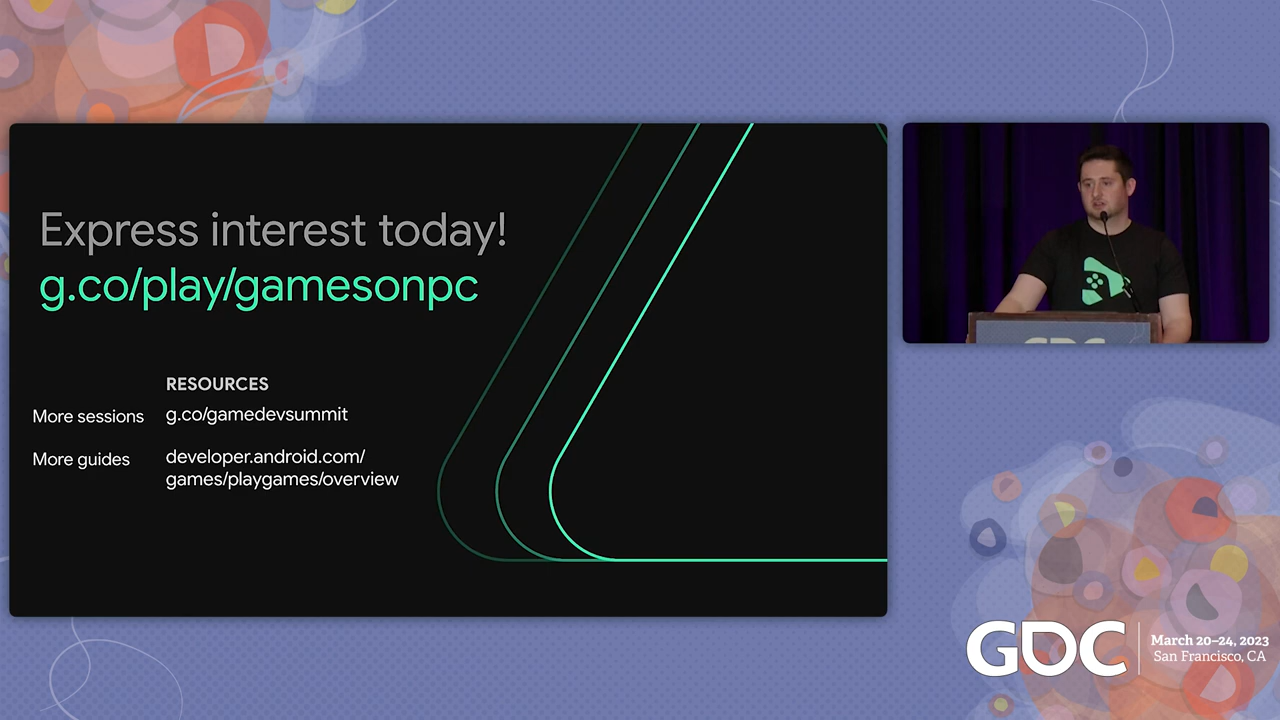 Express interest today!
g.co/play/gamesonpc
RESOURCES
More sessions g.co/gamedevsummit
More guides developer.android.com/
games/playgames/overview
GDC
GDC
March 20–24, 2023
San Francisco, CA